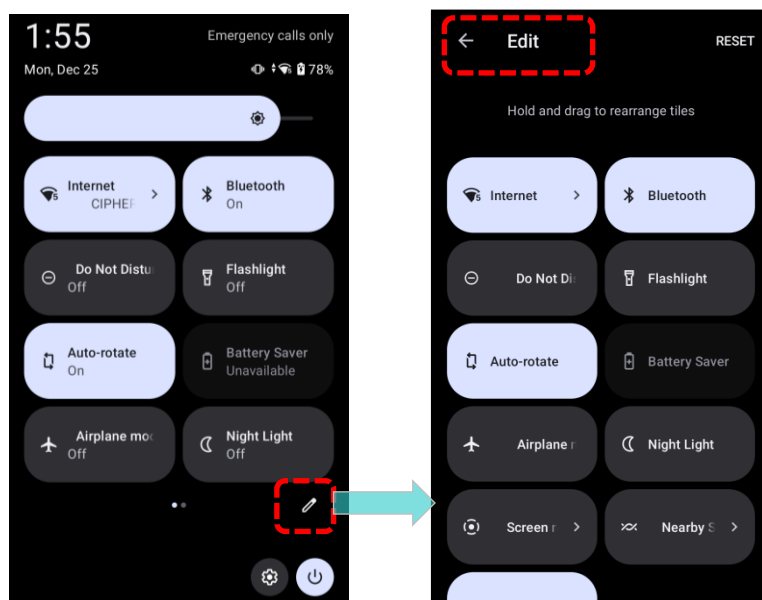 1:55
Emergency calls only
Mon, Dec 25
78%
Internet
CIPHER
Bluetooth
On
Do Not Distu
Off
Flashlight
Off
Auto-rotate
On
Battery Saver
Unavailable
Airplane mo
Off
Night Light
Off
Edit
RESET
Hold and drag to rearrange tiles
5 Internet
Bluetooth
Do Not Di
Flashlight
Auto-rotate
Battery Saver
Airplane
Night Light
Screen
Nearby S